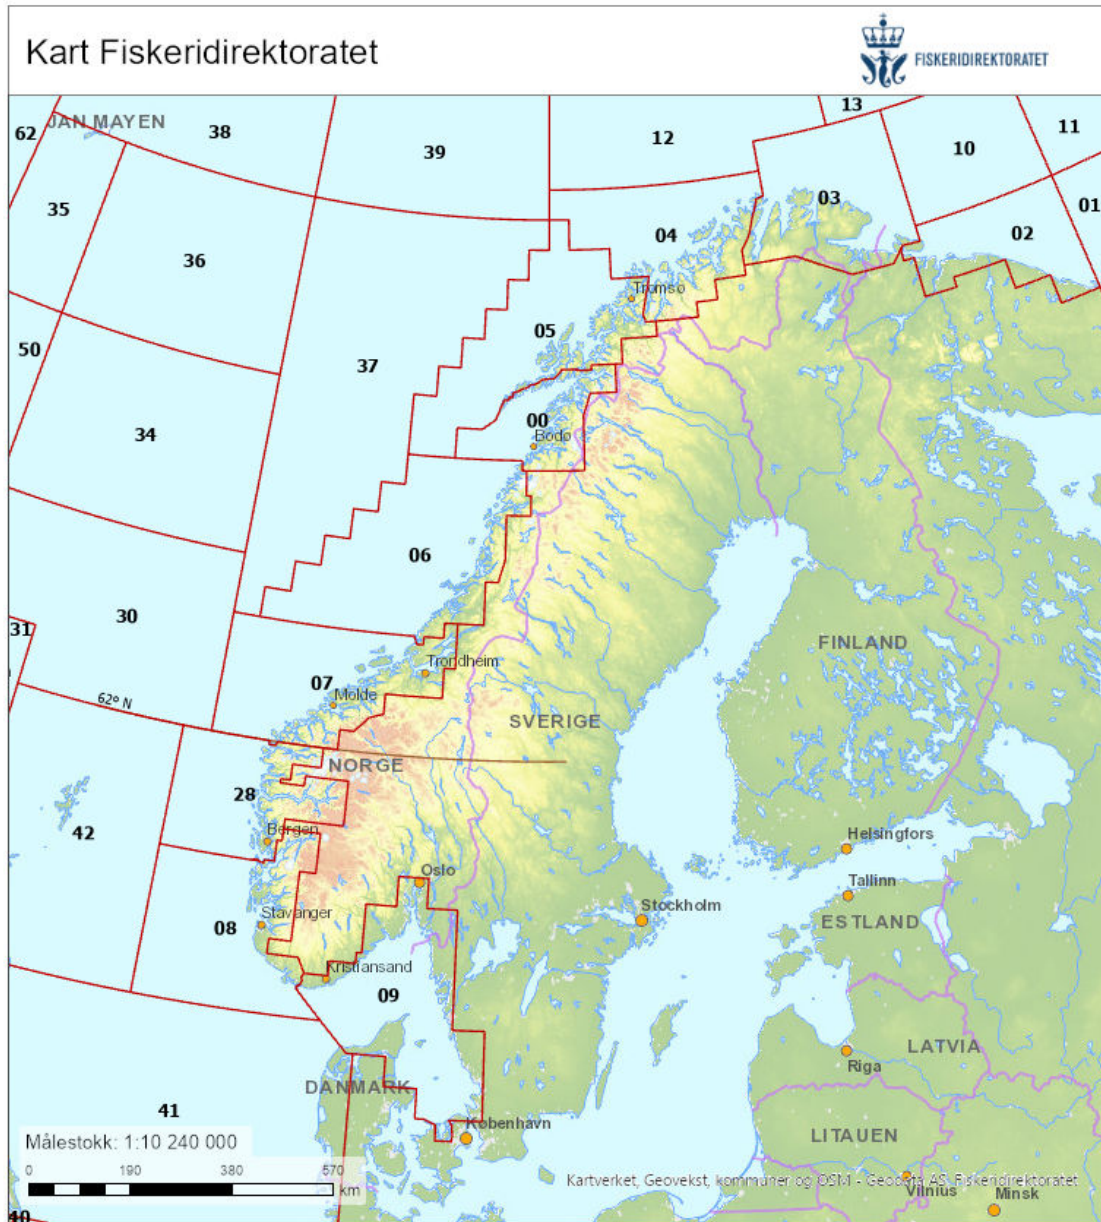 Kart Fiskeridirektoratet
FISKERIDIREKTORATET
13
62
JAN MAYEN
38
39
12
10
11
35
03
01
36
04
02
Tromsø
50
37
05
34
00
Bodø
06
30
31
FINLAND
Trondheim
62° N
07
Molde
SVERIGE
NORGE
28
42
Bergen
Helsingfors
Oslo
Tallinn
Stockholm
Stavanger
08
ESTLAND
Kristiansand
09
LATVIA
Riga
DANMARK
41
København
LITAUEN
Målestokk: 1:10 240 000
0 190 380 570
km
Kartverket, Geovekst, kommuner og OSM - Geodata AS, Fiskeridirektoratet
Vilnius
Minsk
40